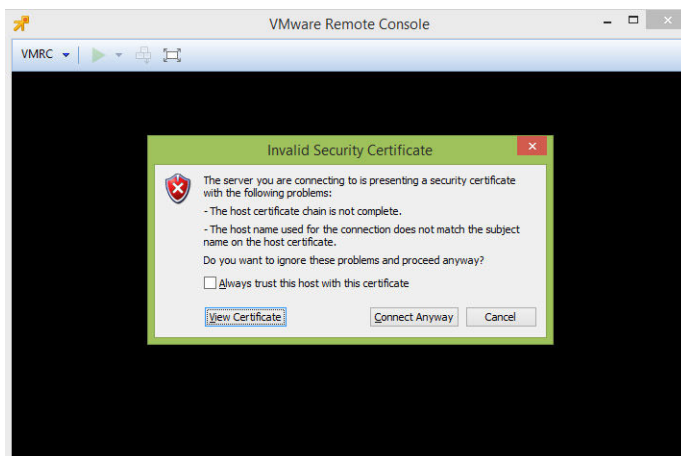 VMware Remote Console
VMRC
Invalid Security Certificate
The server you are connecting to is presenting a security certificate
with the following problems:
- The host certificate chain is not complete.
- The host name used for the connection does not match the subject
name on the host certificate.
Do you want to ignore these problems and proceed anyway?
Always trust this host with this certificate
View Certificate
Connect Anyway
Cancel